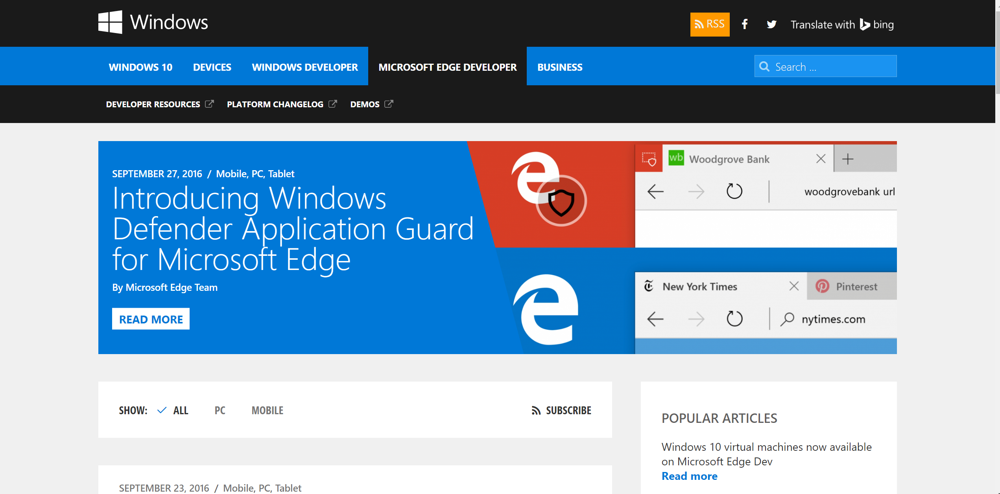 Windows
RSS
Translate with bing
WINDOWS 10
DEVICES
WINDOWS DEVELOPER
MICROSOFT EDGE DEVELOPER
BUSINESS
Search ...
DEVELOPER RESOURCES
PLATFORM CHANGELOG
DEMOS
SEPTEMBER 27, 2016 / Mobile, PC, Tablet
Introducing Windows
Defender Application Guard
for Microsoft Edge
By Microsoft Edge Team
READ MORE
wb Woodgrove Bank
woodgrovebank url
New York Times
Pinterest
nytimes.com
SHOW: ALL PC MOBILE
SUBSCRIBE
POPULAR ARTICLES
Windows 10 virtual machines now available
on Microsoft Edge Dev
Read more
SEPTEMBER 23, 2016 / Mobile, PC, Tablet